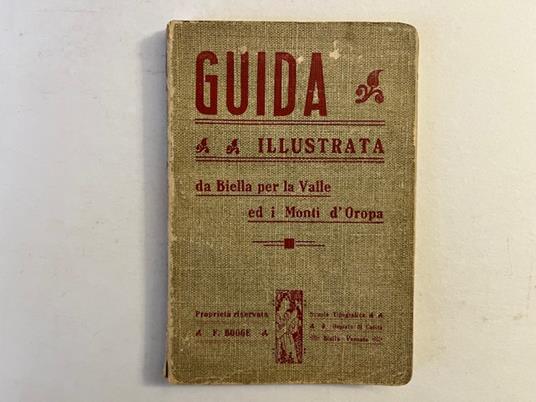 GUIDA
ILLUSTRATA
da Biella per la Valle
ed i Monti d'Oropa
Proprietà riservata
F. BOGGE
Scuola Tipografica
Ospizio di Carità
Biella-Vernato